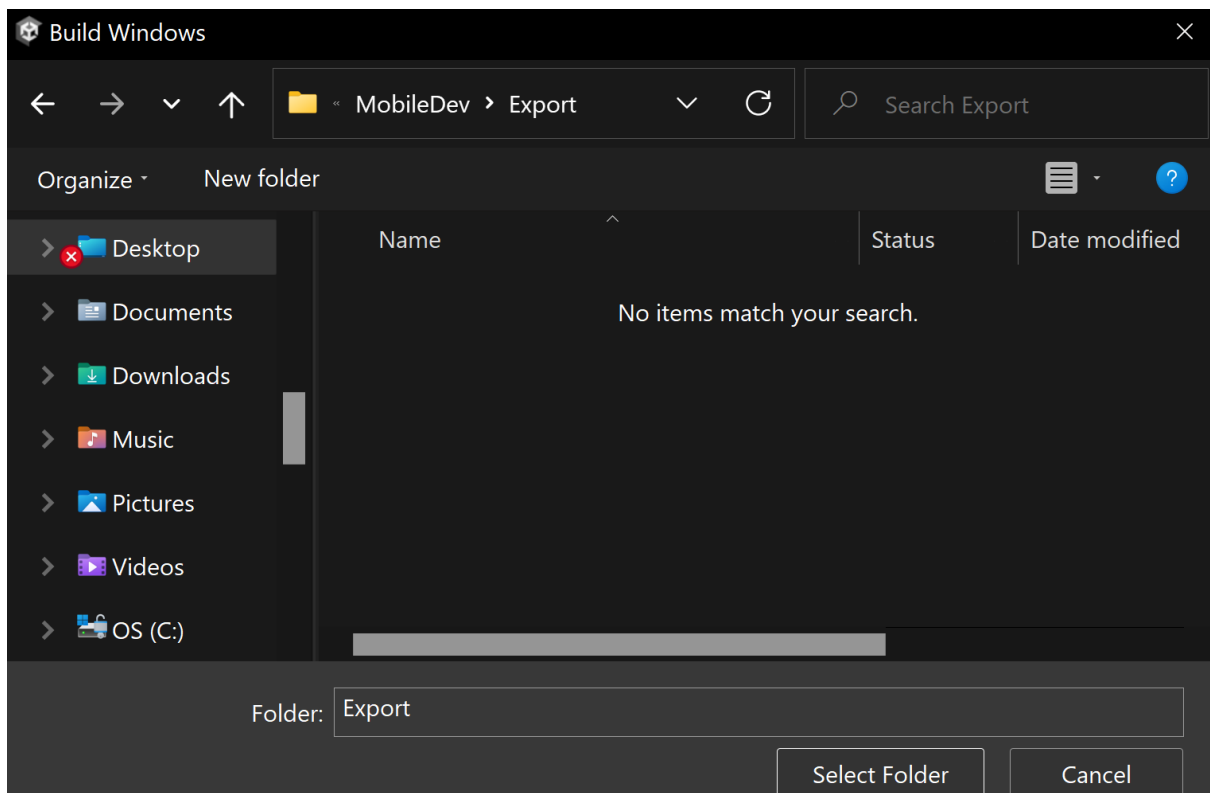 Build Windows
« MobileDev > Export
Search Export
Organize
New folder
?
Name
Status
Date modified
Desktop
No items match your search.
Documents
Downloads
Music
Pictures
Videos
OS (C:)
Folder: Export
Select Folder
Cancel